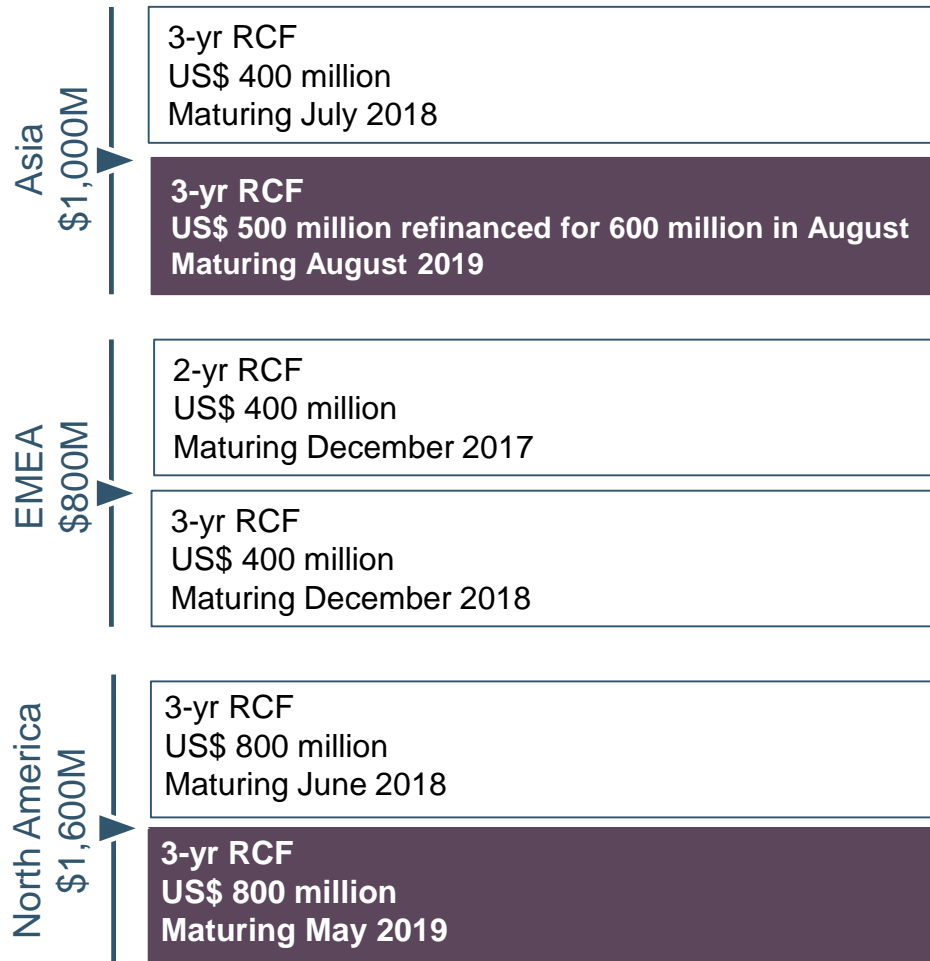 Asia
$1,000M
3-yr RCF
US$ 400 million
Maturing July 2018
3-yr RCF
US$ 500 million refinanced for 600 million in August
Maturing August 2019
EMEA
$800M
2-yr RCF
US$ 400 million
Maturing December 2017
3-yr RCF
US$ 400 million
Maturing December 2018
North America
$1,600M
3-yr RCF
US$ 800 million
Maturing June 2018
3-yr RCF
US$ 800 million
Maturing May 2019